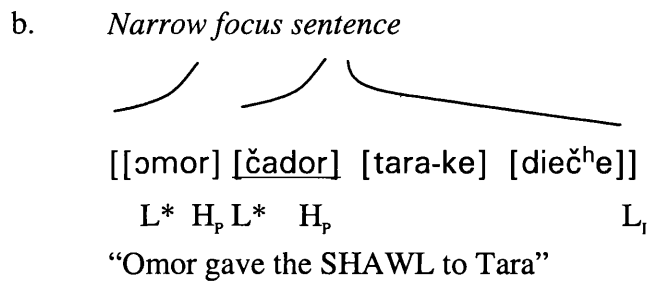 b. Narrow focus sentence
[[ɔmor] [čador] [tara-ke] [diečʰe]]
L* Hₚ L* Hₚ Lᵢ
“Omor gave the SHAWL to Tara”